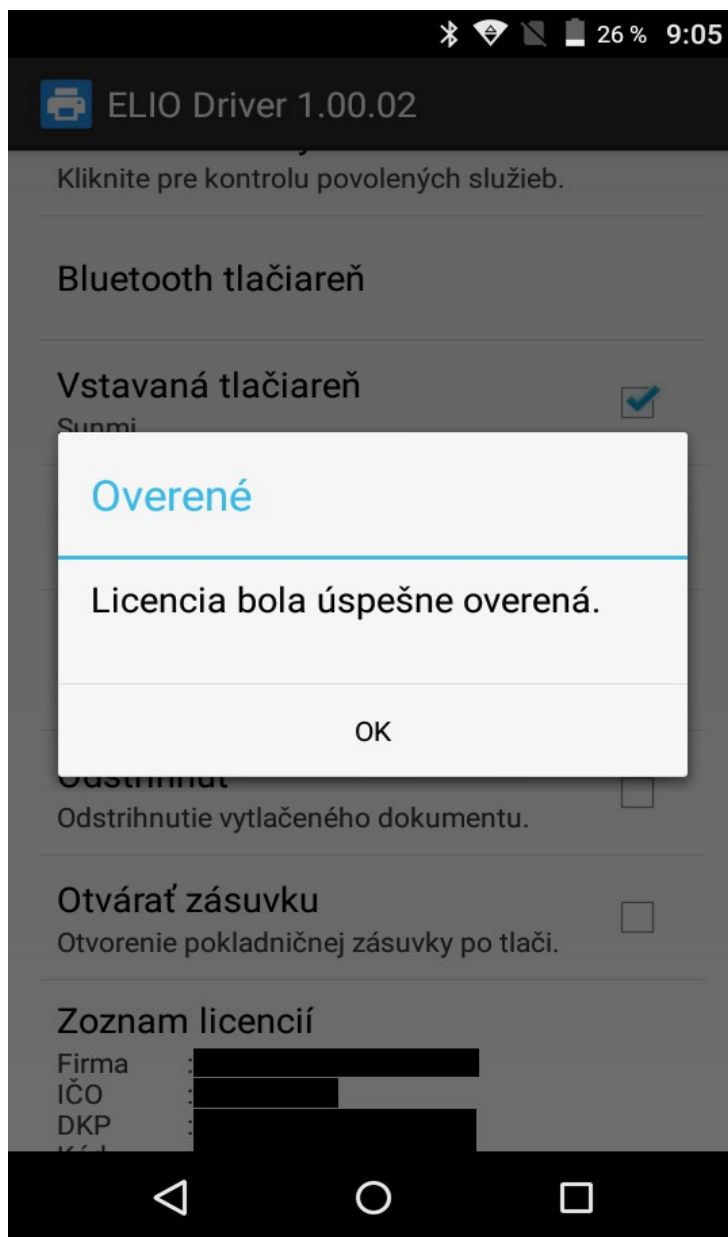 26 % 9:05
ELIO Driver 1.00.02
Kliknite pre kontrolu povolených služieb.
Bluetooth tlačiareň
Vstavaná tlačiareň
Sunmi
Overené
Licencia bola úspešne overená.
OK
Odstrihnúť
Odstrihnutie vytlačeného dokumentu.
Otvárať zásuvku
Otvorenie pokladničnej zásuvky po tlači.
Zoznam licencií
Firma :
IČO :
DKP :